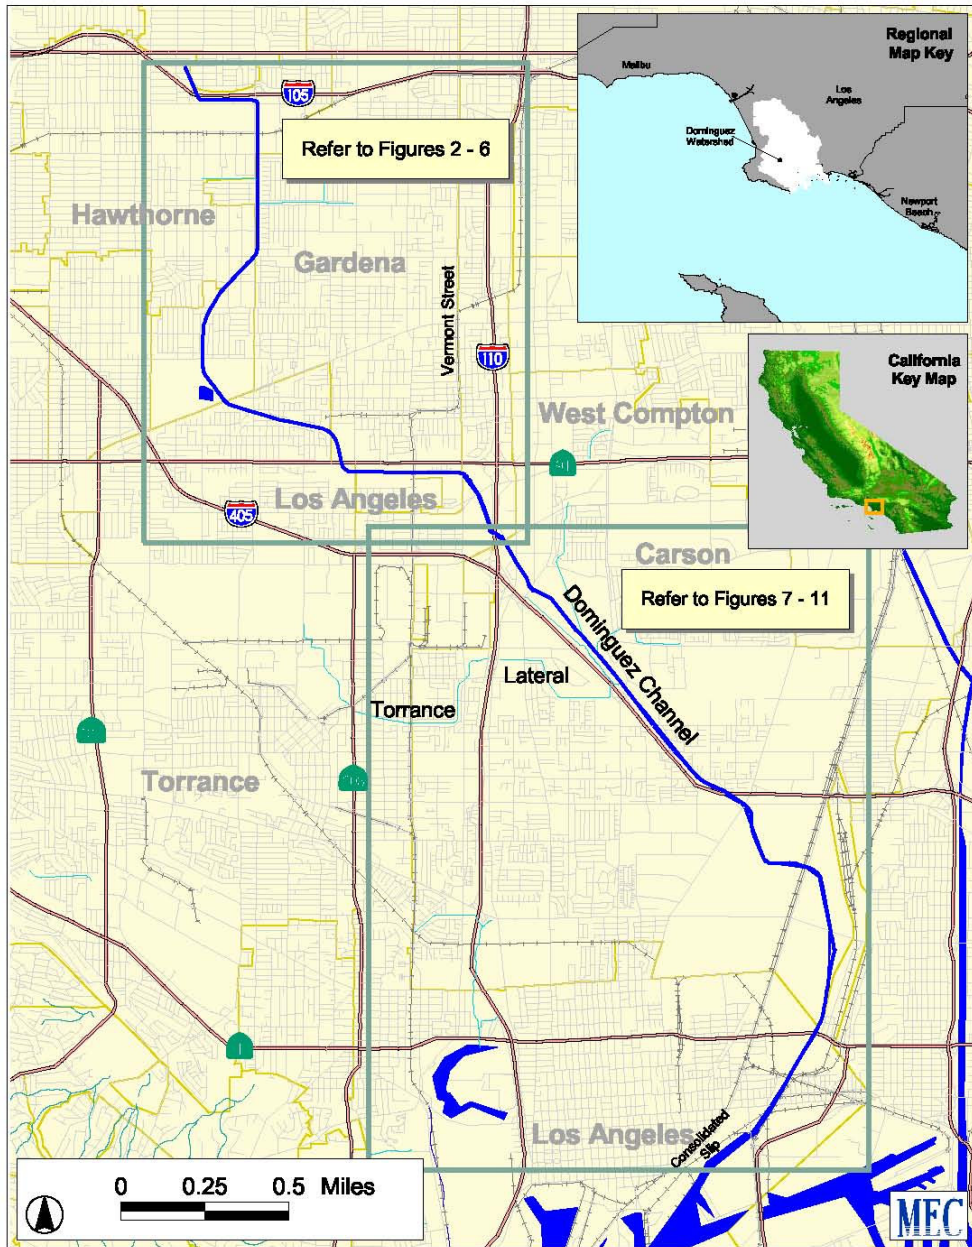 Regional
Map Key
Malibu
Los
Angeles
Dominguez
Watershed
Newport
Beach
105
Refer to Figures 2 - 6
Hawthorne
Gardena
Vermont Street
110
California
Key Map
West Compton
91
Los Angeles
405
Carson
Refer to Figures 7 - 11
Dominguez Channel
Lateral
Torrance
Torrance
1
Los Angeles
Consolidated
Slip
0 0.25 0.5 Miles
MEC